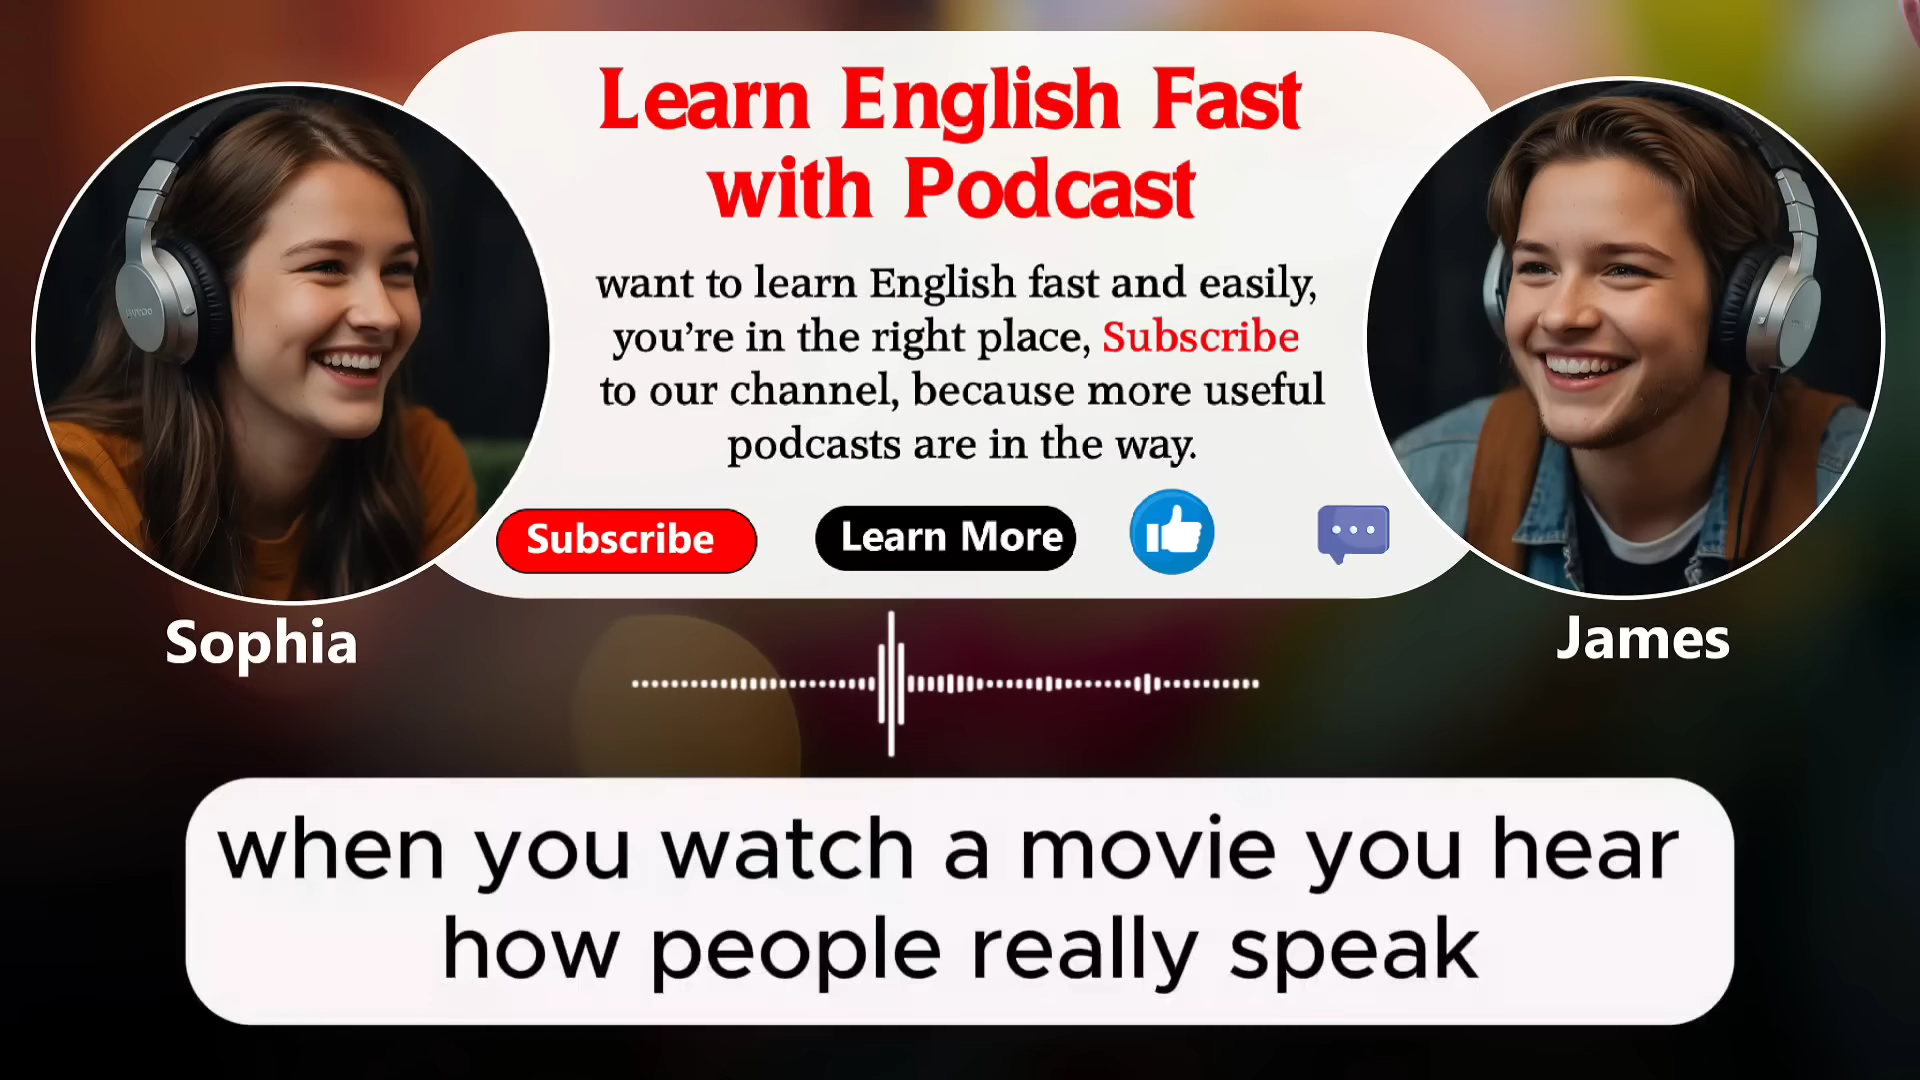 Learn English Fast
with Podcast
want to learn English fast and easily,
you're in the right place, Subscribe
to our channel, because more useful
podcasts are in the way.
Subscribe
Learn More
Sophia
James
when you watch a movie you hear
how people really speak